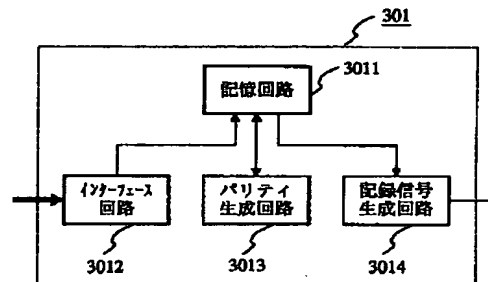 301
記憶回路
3011
インターフェース
回路
パリティ
生成回路
記録信号
生成回路
3012
3013
3014